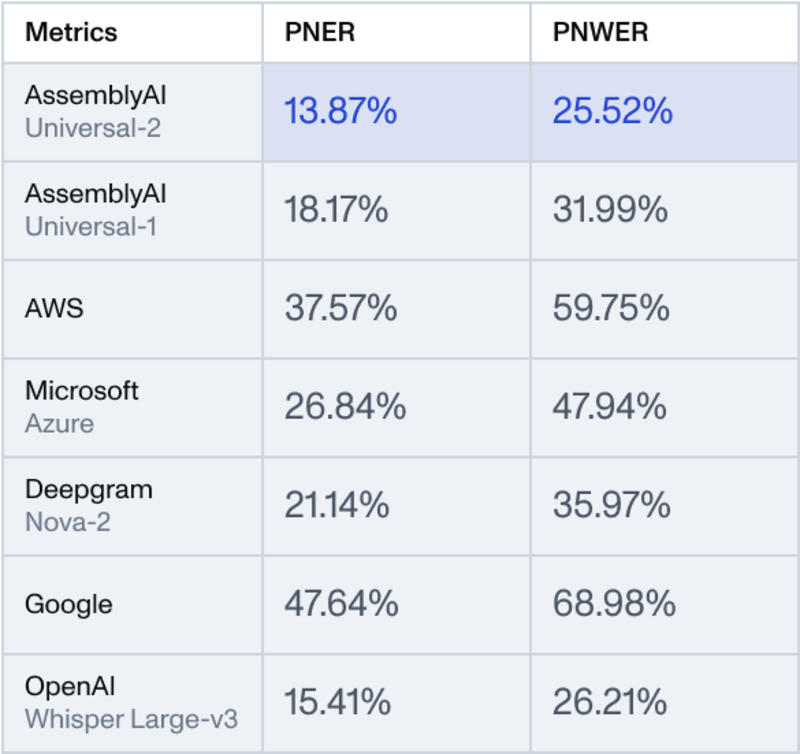 Metrics PNER PNWER
AssemblyAI
Universal-2
13.87% 25.52%
AssemblyAI
Universal-1
18.17% 31.99%
AWS 37.57% 59.75%
Microsoft
Azure
26.84% 47.94%
Deepgram
Nova-2
21.14% 35.97%
Google 47.64% 68.98%
OpenAI
Whisper Large-v3
15.41% 26.21%